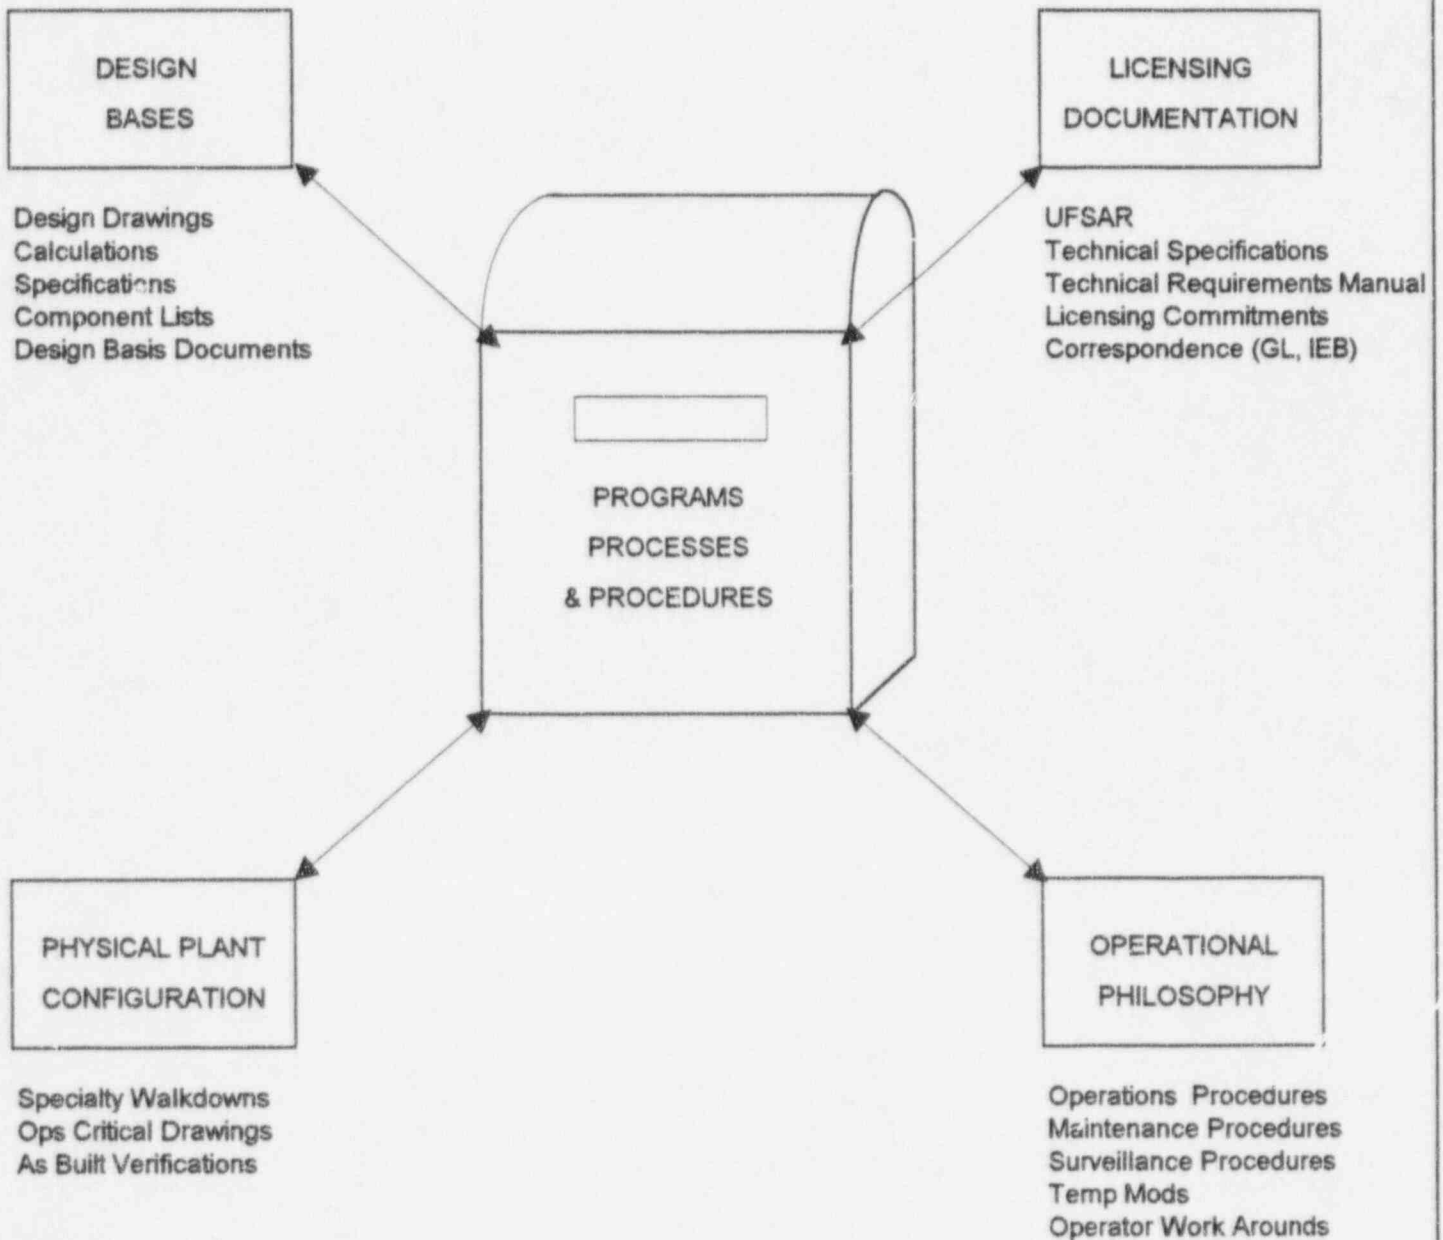 DESIGN
BASES
Design Drawings
Calculations
Specifications
Component Lists
Design Basis Documents
LICENSING
DOCUMENTATION
UFSAR
Technical Specifications
Technical Requirements Manual
Licensing Commitments
Correspondence (GL, IEB)
PROGRAMS
PROCESSES
& PROCEDURES
PHYSICAL PLANT
CONFIGURATION
Specialty Walkdowns
Ops Critical Drawings
As Built Verifications
OPERATIONAL
PHILOSOPHY
Operations Procedures
Maintenance Procedures
Surveillance Procedures
Temp Mods
Operator Work Arounds